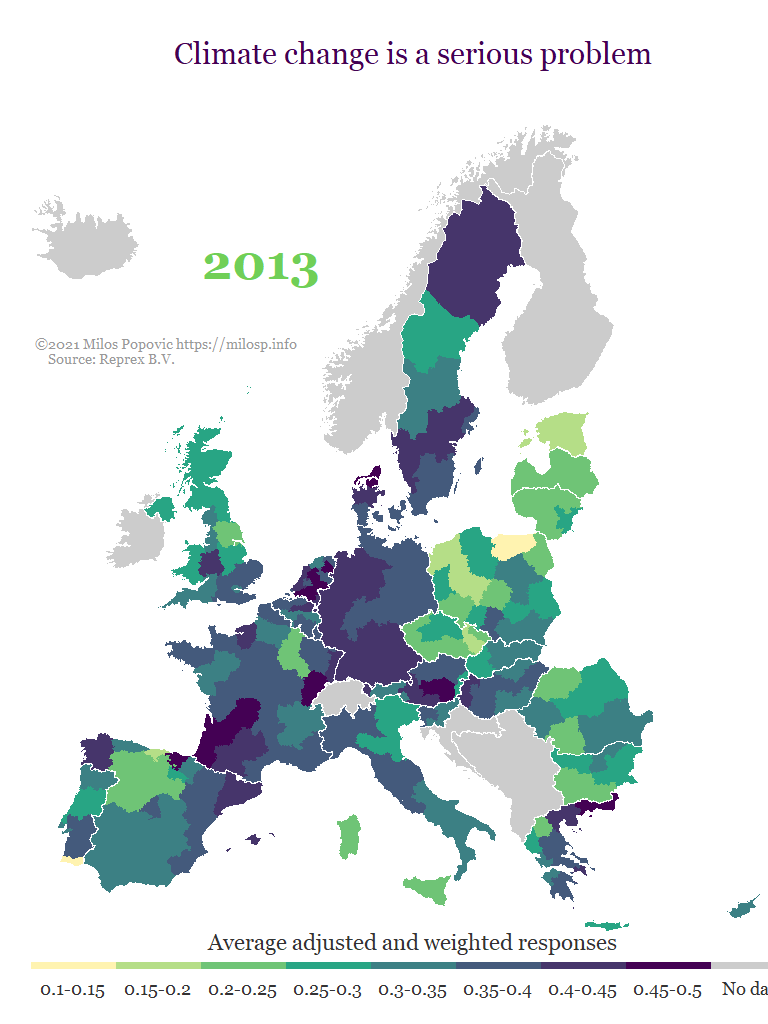 Climate change is a serious problem
2013
©2021 Milos Popovic https://milosp.info
Source: Reprex B.V.
Average adjusted and weighted responses
0.1-0.15 0.15-0.2 0.2-0.25 0.25-0.3 0.3-0.35 0.35-0.4 0.4-0.45 0.45-0.5 No da